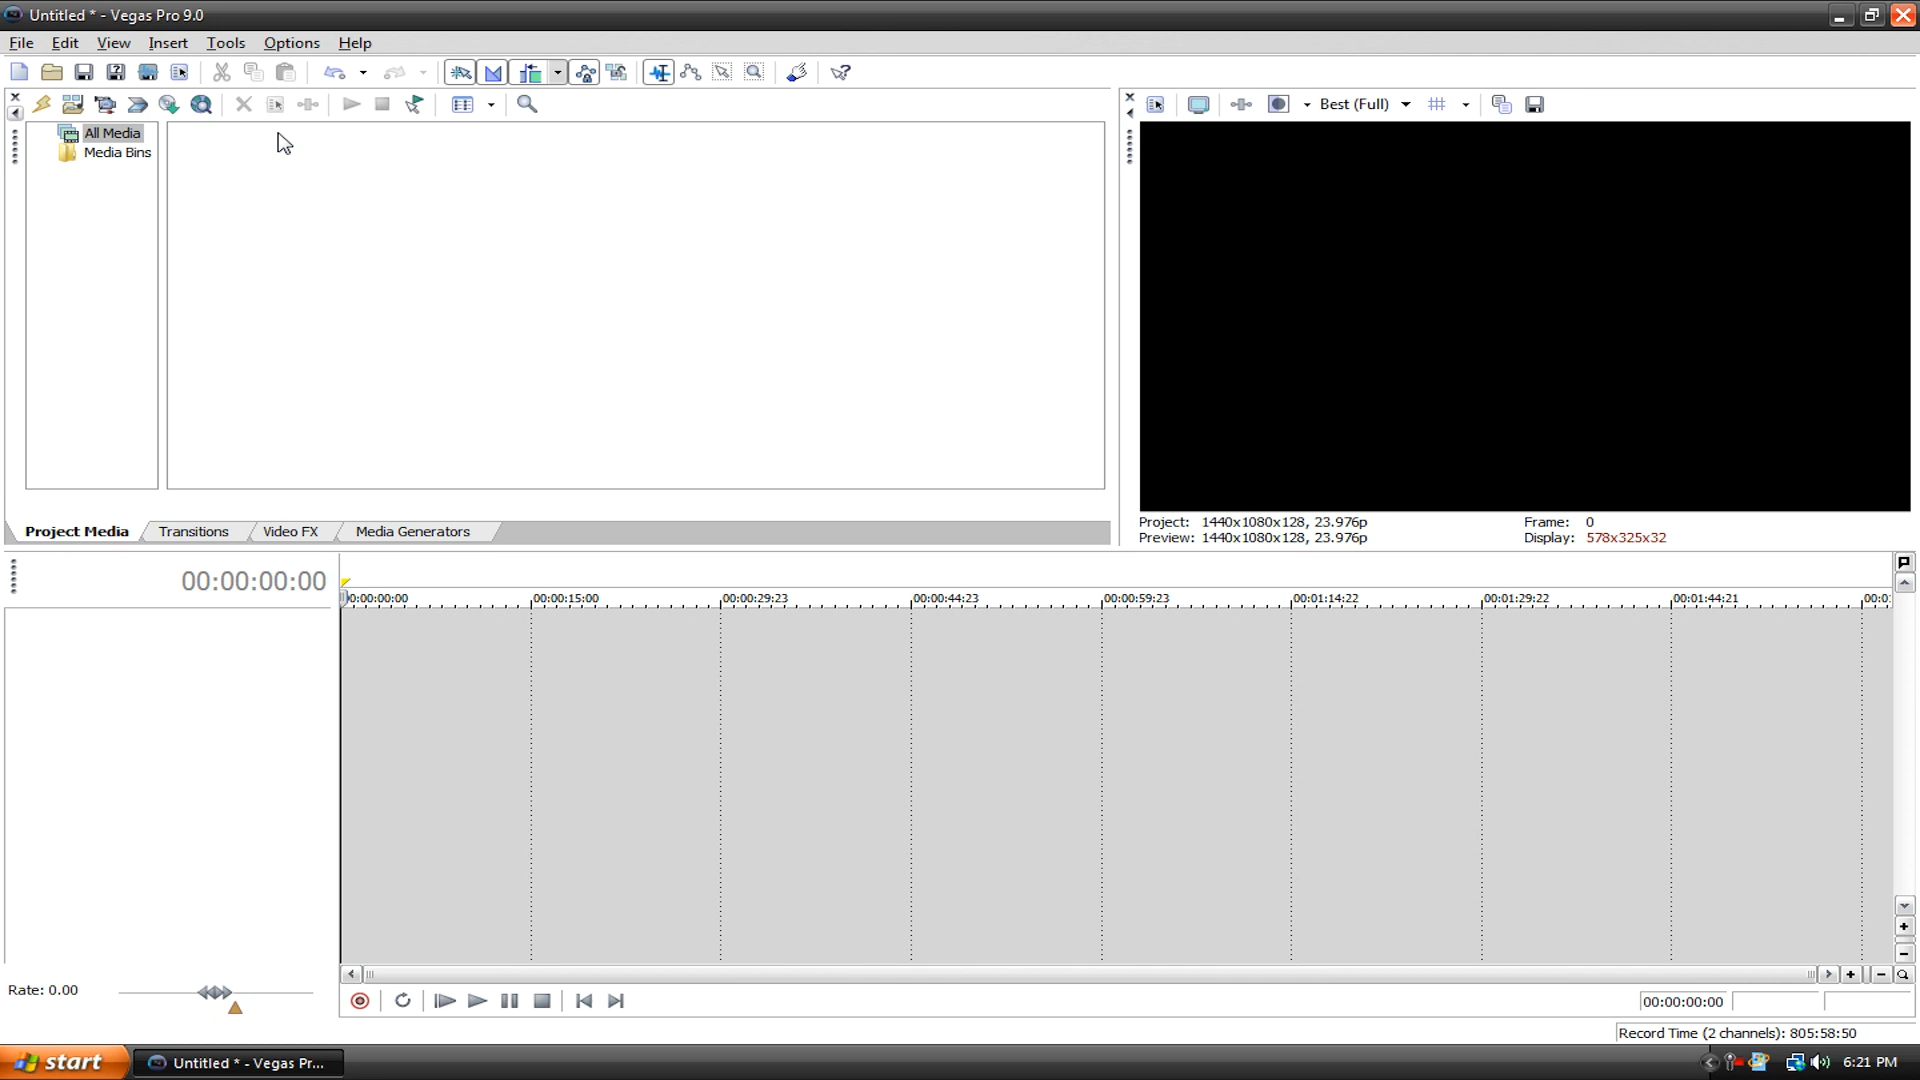 Untitled * - Vegas Pro 9.0
File Edit View Insert Tools Options Help
Best (Full)
All Media
Media Bins
Project Media Transitions Video FX Media Generators
Project: 1440x1080x128, 23.976p Frame: 0
Preview: 1440x1080x128, 23.976p Display: 578x325x32
00:00:00:00
0:00:00:00 00:00:15:00 00:00:29:23 00:00:44:23 00:00:59:23 00:01:14:22 00:01:29:22 00:01:44:21 00:0
Rate: 0.00
00:00:00:00
Record Time (2 channels): 805:58:50
start Untitled * - Vegas Pr... 6:21 PM